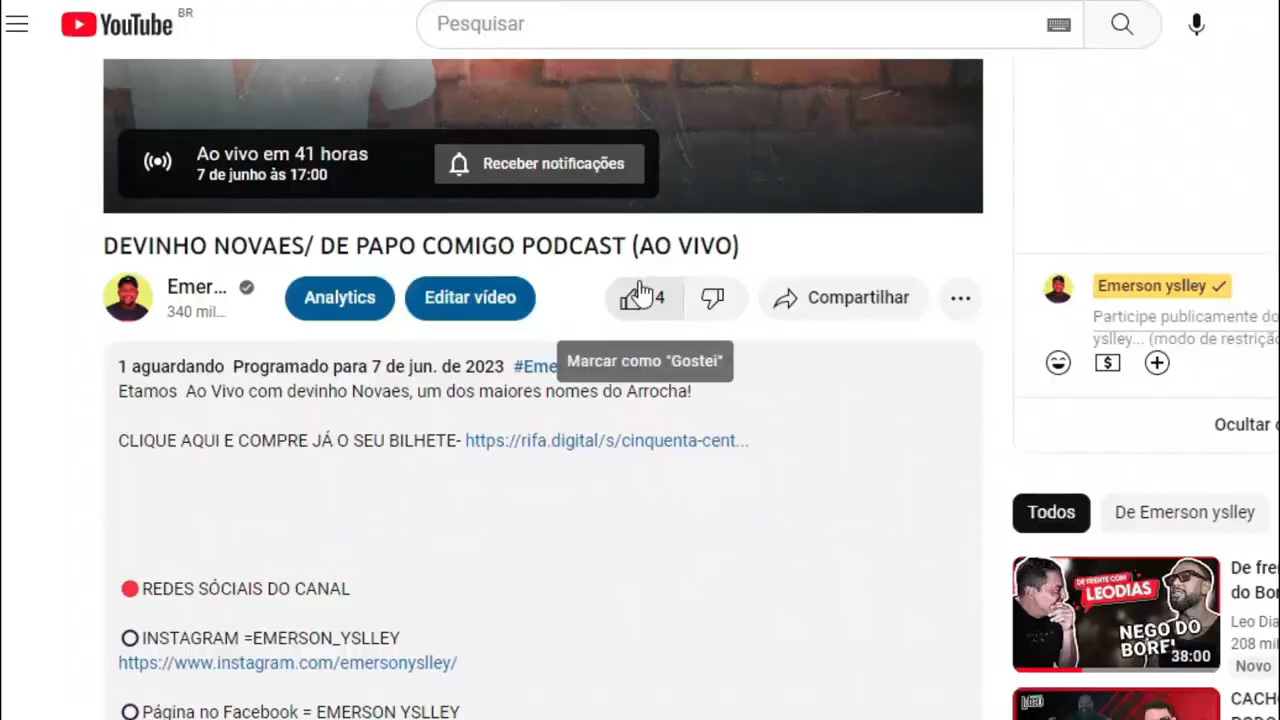 YouTube BR
Pesquisar
Ao vivo em 41 horas
7 de junho às 17:00
Receber notificações
DEVINHO NOVAES/ DE PAPO COMIGO PODCAST (AO VIVO)
Emer...
340 mil...
Analytics
Editar vídeo
4
Compartilhar
1 aguardando Programado para 7 de jun. de 2023 #Eme
Marcar como "Gostei"
Etamos Ao Vivo com devinho Novaes, um dos maiores nomes do Arrocha!
CLIQUE AQUI E COMPRE JÁ O SEU BILHETE- https://rifa.digital/s/cinquenta-cent...
REDES SÓCIAIS DO CANAL
INSTAGRAM =EMERSON_YSLLEY
https://www.instagram.com/emersonyslley/
Página no Facebook = EMERSON YSLLEY
Emerson yslley
Participe publicamente do
yslley... (modo de restrição
Ocultar
Todos
De Emerson yslley
DE FRENTE COM
LEODIAS
NEGO DO
BOREL
38:00
De fre
do Bor
Leo Dia
208 mi
Novo
CACH